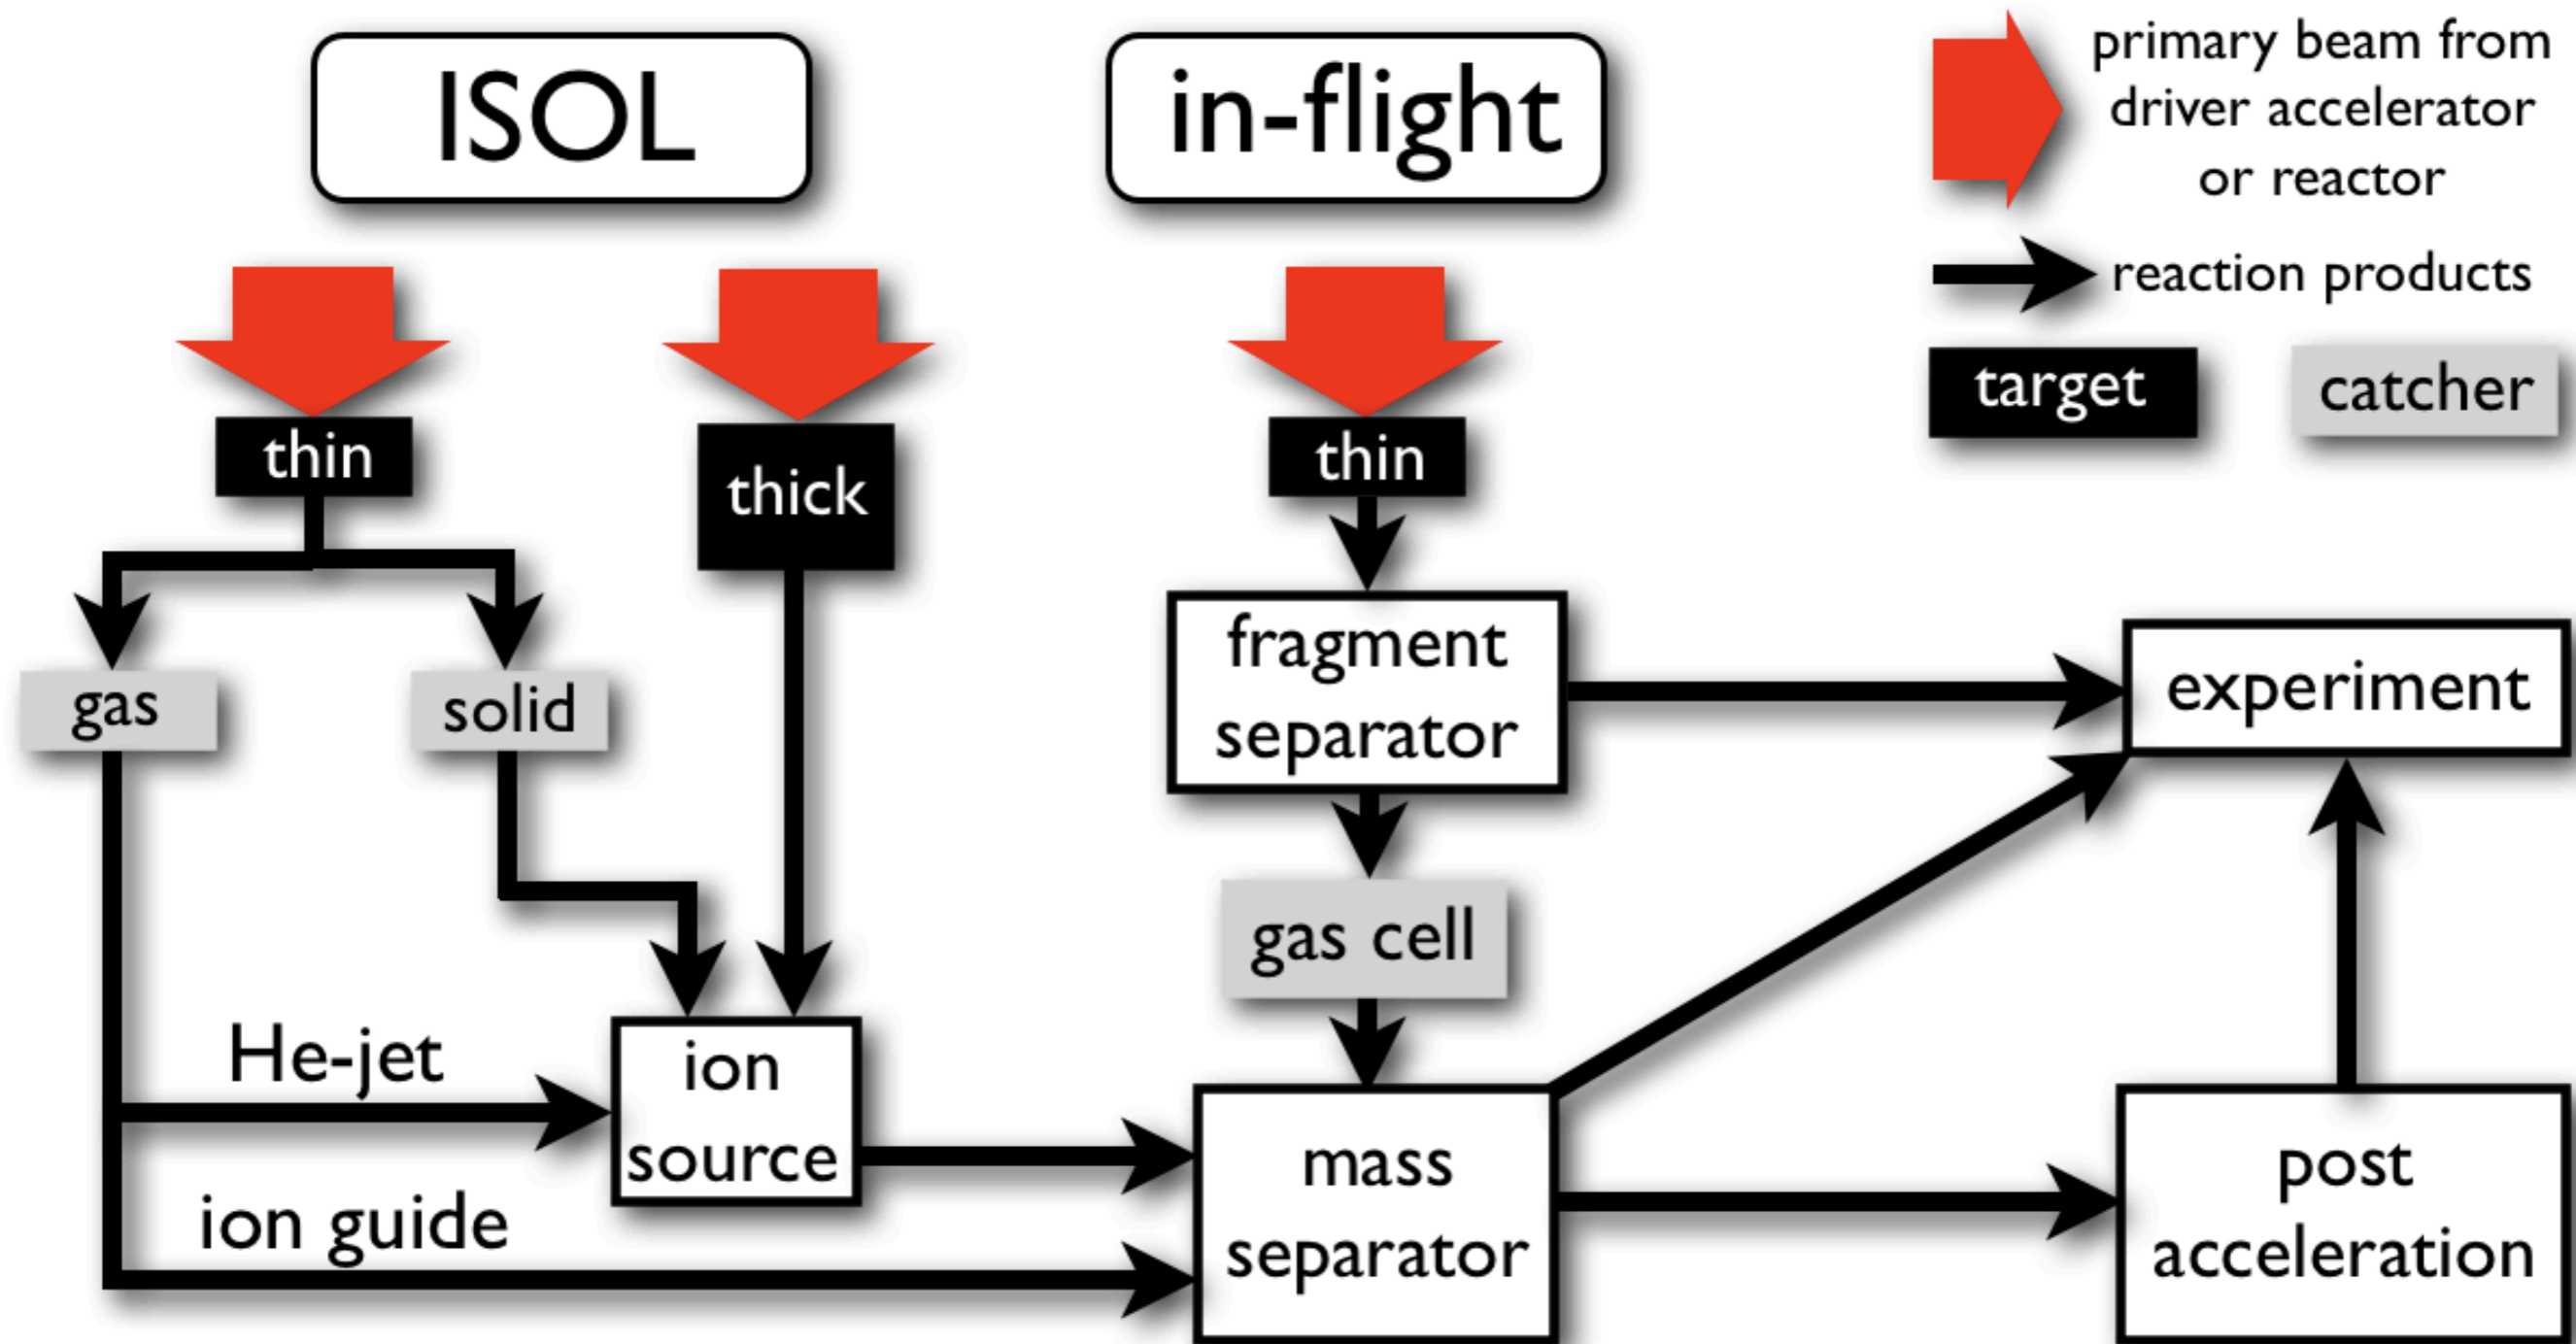 ISOL
in-flight
primary beam from
driver accelerator
or reactor
reaction products
target
catcher
thin
thick
thin
gas
solid
fragment
separator
experiment
gas cell
He-jet
ion
source
ion guide
mass
separator
post
acceleration